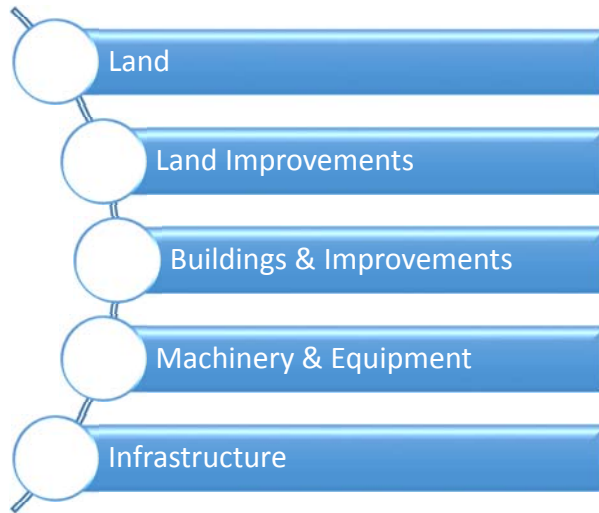 Land
Land Improvements
Buildings & Improvements
Machinery & Equipment
Infrastructure